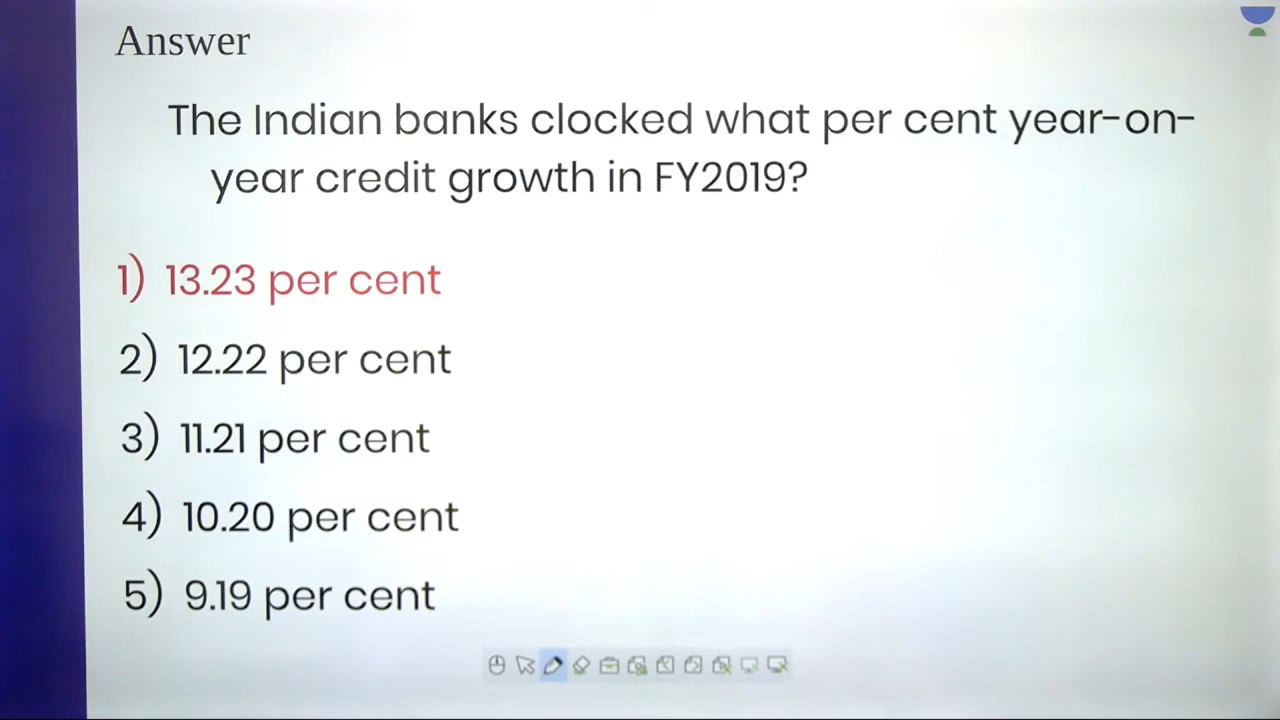 Answer
The Indian banks clocked what per cent year-on-
year credit growth in FY2019?
1) 13.23 per cent
2) 12.22 per cent
3) 11.21 per cent
4) 10.20 per cent
5) 9.19 per cent